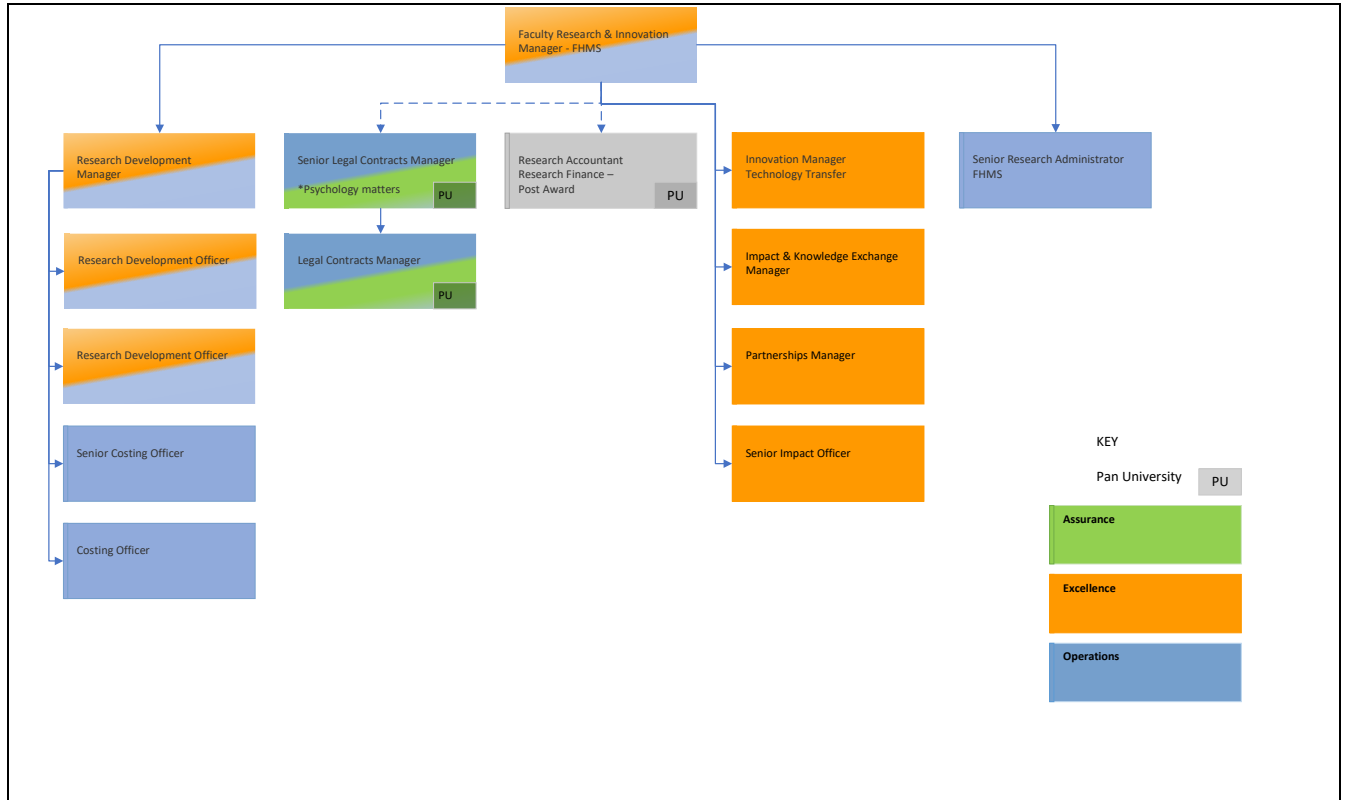 Faculty Research & Innovation
Manager - FHMS
Research Development
Manager
Senior Legal Contracts Manager
*Psychology matters
PU
Research Accountant
Research Finance –
Post Award
PU
Innovation Manager
Technology Transfer
Senior Research Administrator
FHMS
Research Development Officer
Legal Contracts Manager
PU
Impact & Knowledge Exchange
Manager
Research Development Officer
Partnerships Manager
Senior Costing Officer
Senior Impact Officer
Costing Officer
KEY
Pan University
PU
Assurance
Excellence
Operations